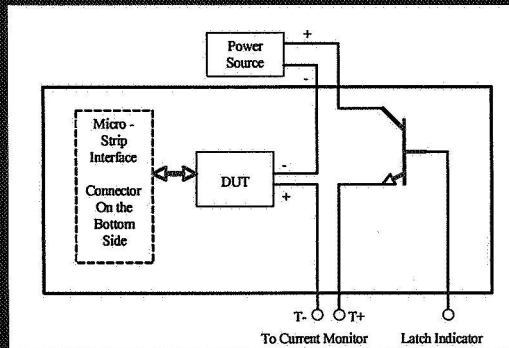 Power
Source
+
-
Micro -
Strip
Interface
Connector
On the
Bottom
Side
DUT
-
+
T-
T+
To Current Monitor
Latch Indicator